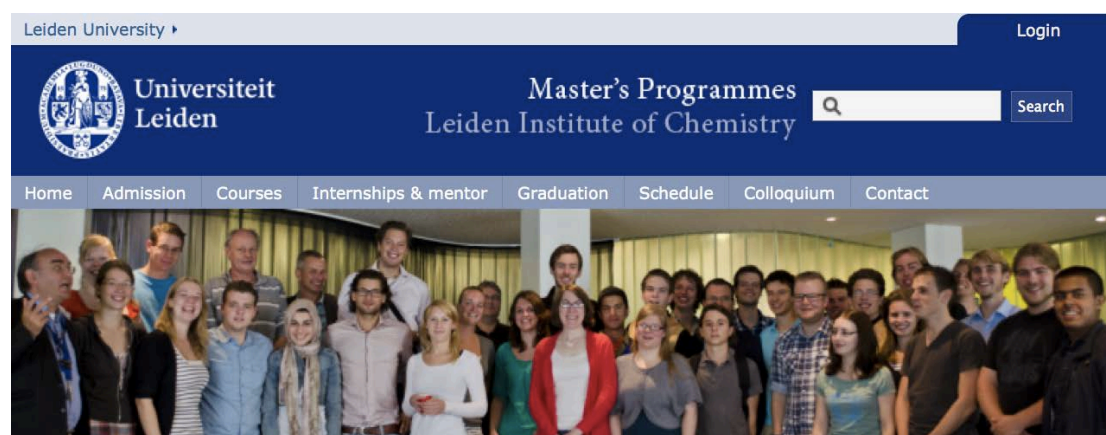 Leiden University
Login
Universiteit
Leiden
Master's Programmes
Leiden Institute of Chemistry
Search
Home Admission Courses Internships & mentor Graduation Schedule Colloquium Contact